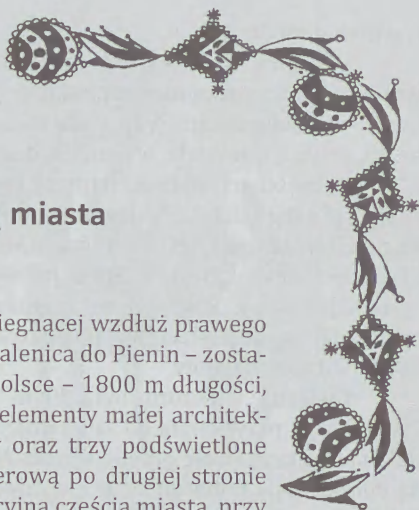 miasta
iegnącej wzdłuż prawego
alenica do Pienin – zosta-
olsce – 1800 m długości,
elementy małej architek-
oraz trzy podświetlone
erową po drugiej stronie
cyjną częścią miasta, przy